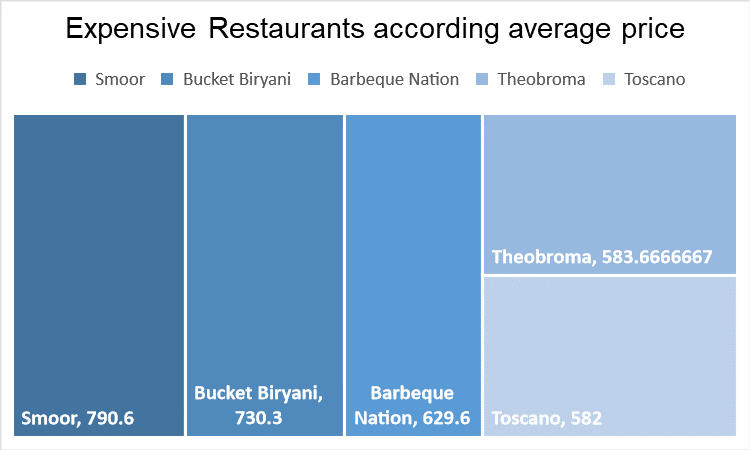 Expensive Restaurants according average price
Smoor
Bucket Biryani
Barbeque Nation
Theobroma
Toscano
Smoor, 790.6
Bucket Biryani,
730.3
Barbeque
Nation, 629.6
Theobroma, 583.6666667
Toscano, 582